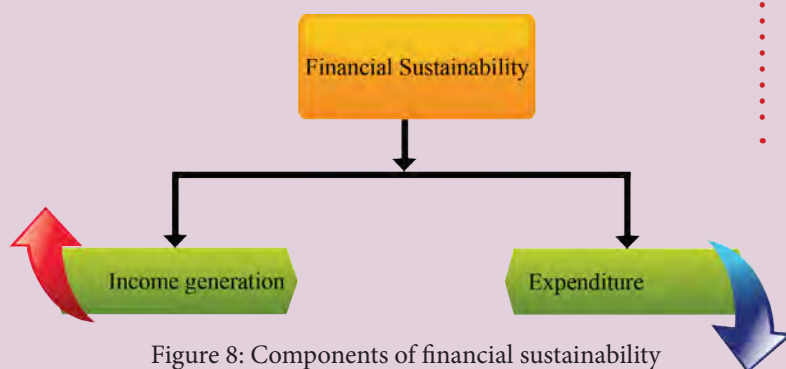 Financial Sustainability
Income generation
Expenditure
Figure 8: Components of financial sustainability